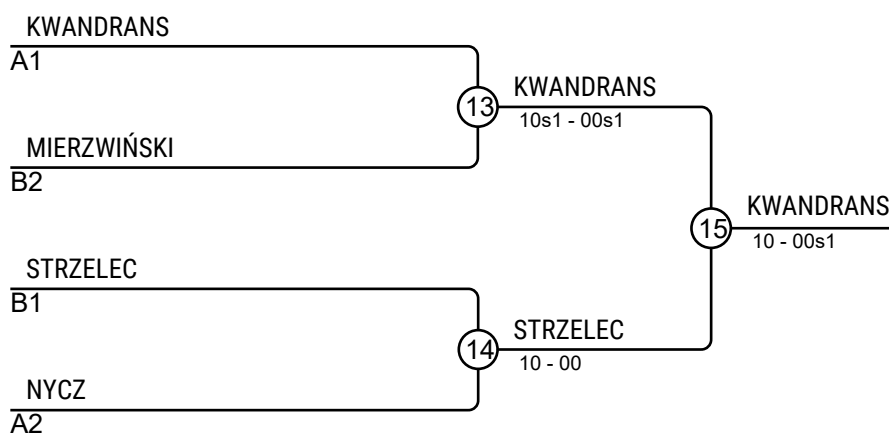 KWANDRANS
A1
13
KWANDRANS
10s1 - 00s1
MIERZWIŃSKI
B2
15
KWANDRANS
10 - 00s1
STRZELEC
B1
14
STRZELEC
10 - 00
NYCZ
A2